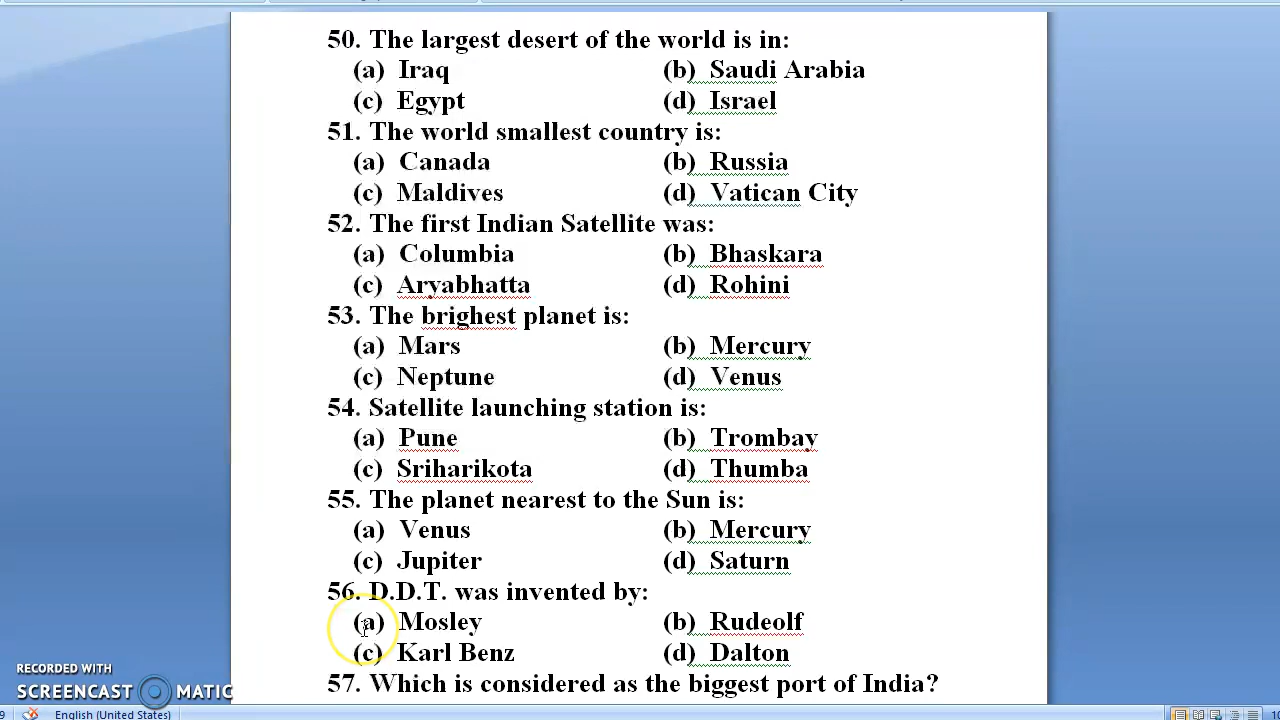 50. The largest desert of the world is in:
(a) Iraq (b) Saudi Arabia
(c) Egypt (d) Israel
51. The world smallest country is:
(a) Canada (b) Russia
(c) Maldives (d) Vatican City
52. The first Indian Satellite was:
(a) Columbia (b) Bhaskara
(c) Aryabhatta (d) Rohini
53. The brighest planet is:
(a) Mars (b) Mercury
(c) Neptune (d) Venus
54. Satellite launching station is:
(a) Pune (b) Trombay
(c) Sriharikota (d) Thumba
55. The planet nearest to the Sun is:
(a) Venus (b) Mercury
(c) Jupiter (d) Saturn
56. D.D.T. was invented by:
(a) Mosley (b) Rudeolf
(c) Karl Benz (d) Dalton
57. Which is considered as the biggest port of India?
RECORDED WITH
SCREENCAST MATIC
English (United States)